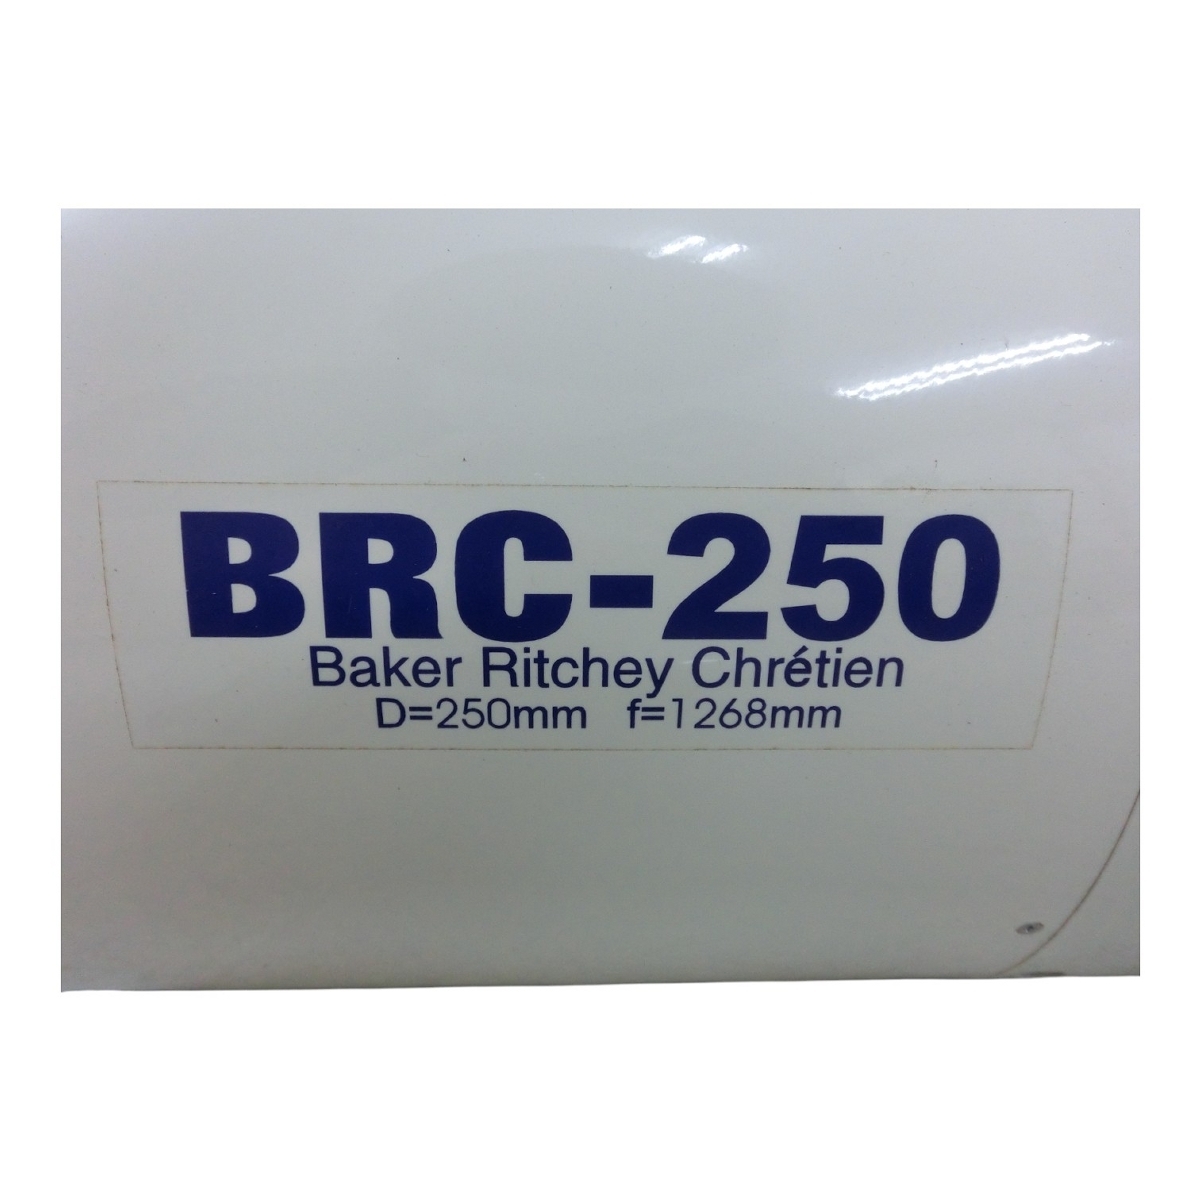 BRC-250
Baker Ritchey Chrétien
D=250mm f=1268mm